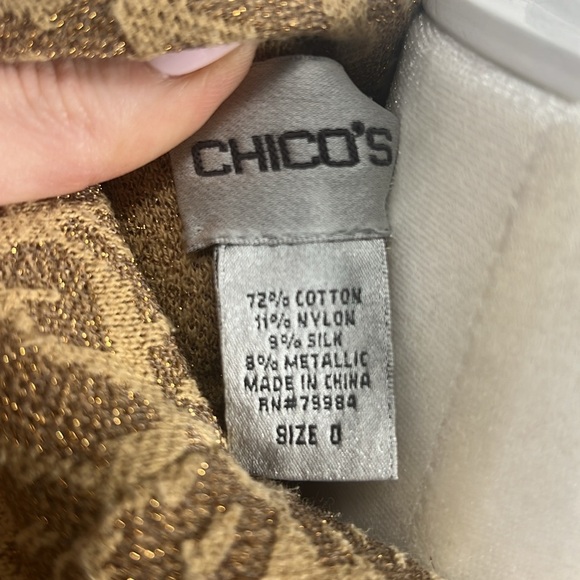 CHICO'S
72% COTTON
11% NYLON
9% SILK
8% METALLIC
MADE IN CHINA
RN#79984
SIZE 0